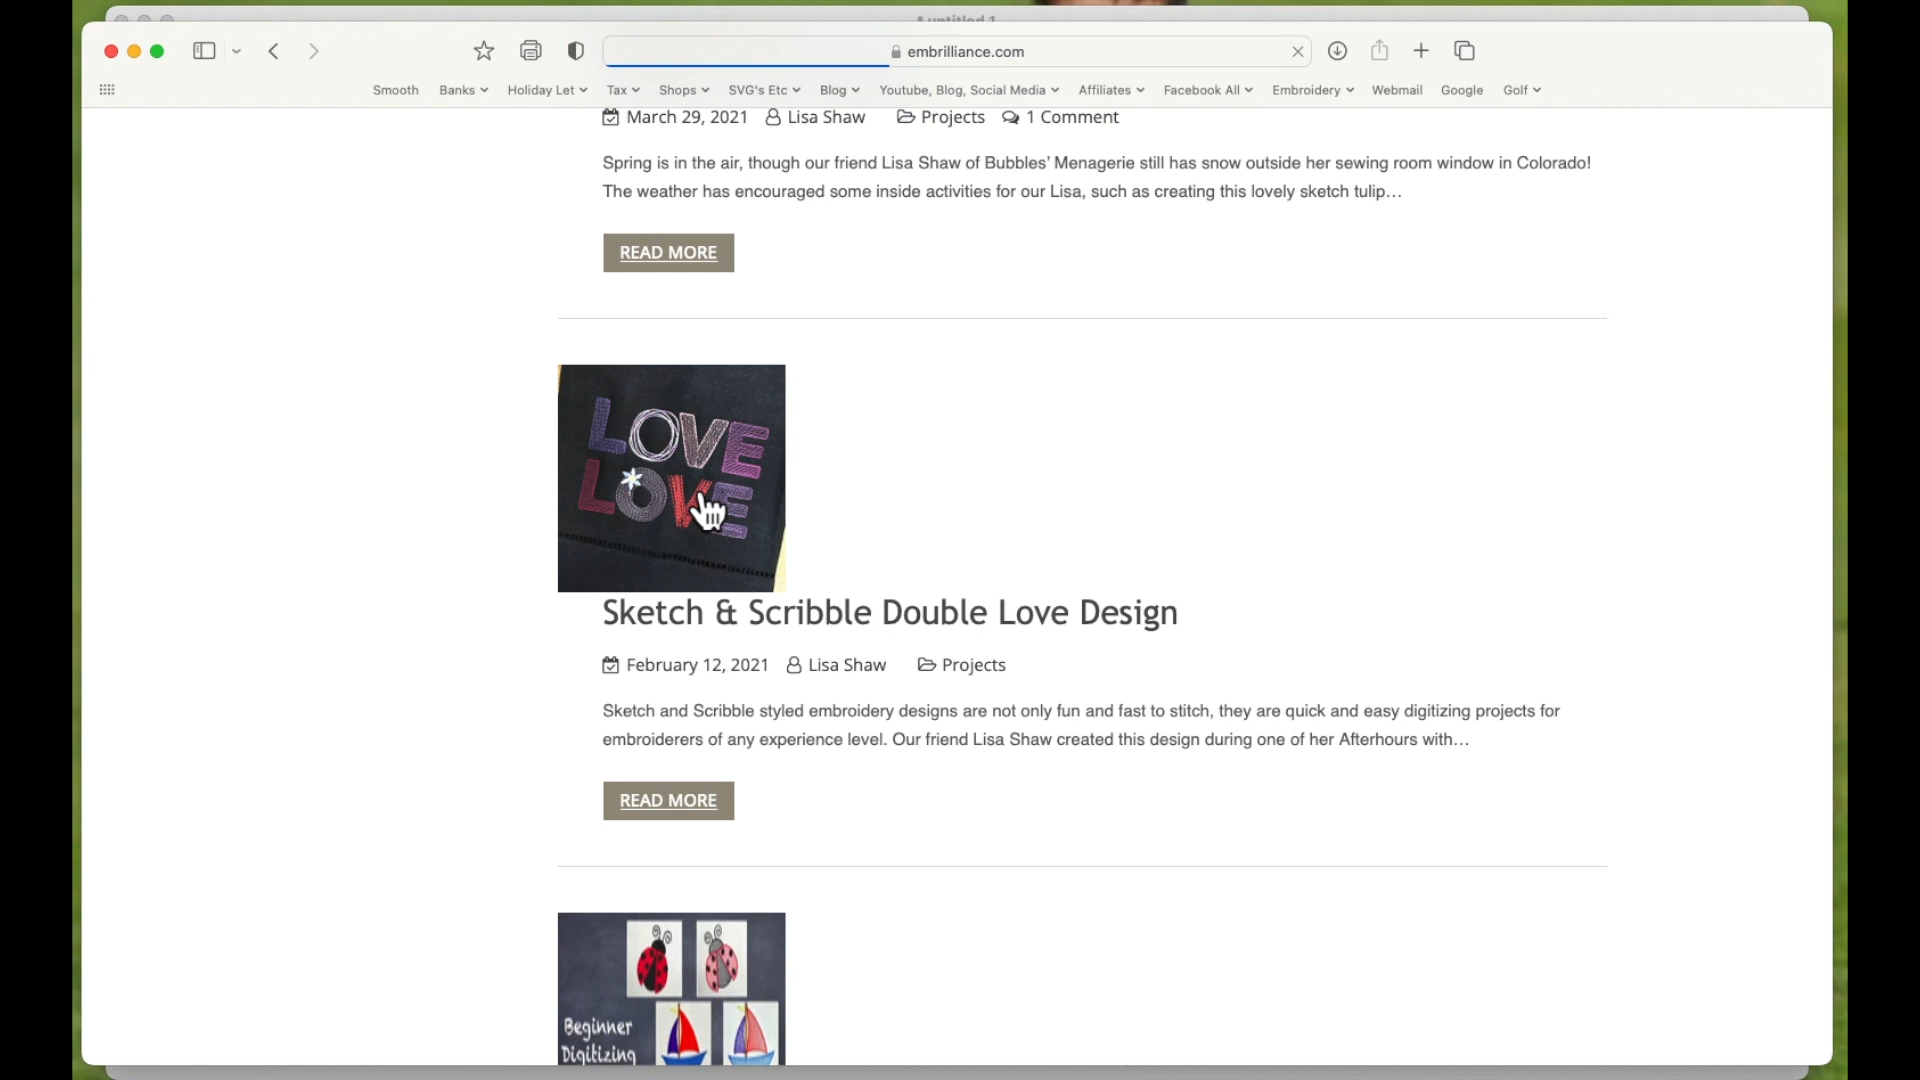 * untitled 1
embrilliance.com
Smooth Banks Holiday Let Tax Shops SVG's Etc Blog Youtube, Blog, Social Media Affiliates Facebook All Embroidery Webmail Google Golf
March 29, 2021 Lisa Shaw Projects 1 Comment
Spring is in the air, though our friend Lisa Shaw of Bubbles' Menagerie still has snow outside her sewing room window in Colorado!
The weather has encouraged some inside activities for our Lisa, such as creating this lovely sketch tulip…
READ MORE
LOVE
LOVE
Sketch & Scribble Double Love Design
February 12, 2021 Lisa Shaw Projects
Sketch and Scribble styled embroidery designs are not only fun and fast to stitch, they are quick and easy digitizing projects for
embroiderers of any experience level. Our friend Lisa Shaw created this design during one of her Afterhours with…
READ MORE
Beginner
Digitizing